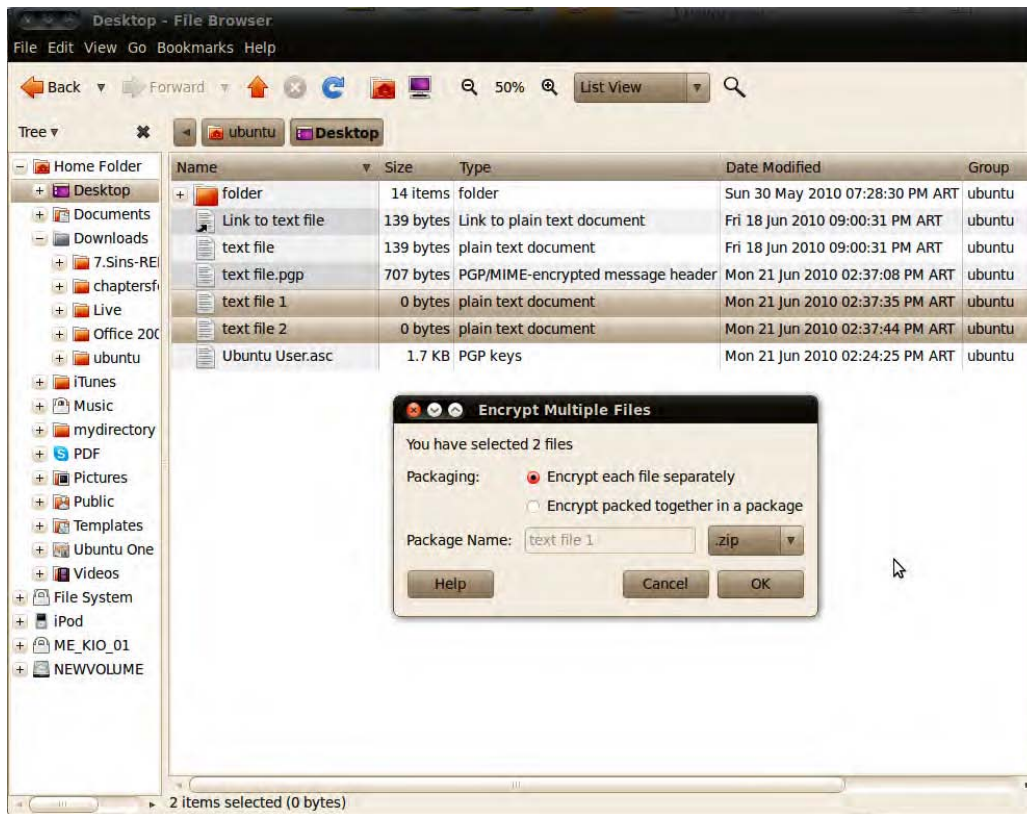 Desktop - File Browser
File Edit View Go Bookmarks Help
Back Forward 50% List View
Tree ubuntu Desktop
Home Folder
Desktop
Documents
Downloads
7.Sins-REI
chaptersf
Live
Office 200
ubuntu
iTunes
Music
mydirectory
PDF
Pictures
Public
Templates
Ubuntu One
Videos
File System
iPod
ME_KIO_01
NEWVOLUME
Name Size Type Date Modified Group
folder 14 items folder Sun 30 May 2010 07:28:30 PM ART ubuntu
Link to text file 139 bytes Link to plain text document Fri 18 Jun 2010 09:00:31 PM ART ubuntu
text file 139 bytes plain text document Fri 18 Jun 2010 09:00:31 PM ART ubuntu
text file.pgp 707 bytes PGP/MIME-encrypted message header Mon 21 Jun 2010 02:37:08 PM ART ubuntu
text file 1 0 bytes plain text document Mon 21 Jun 2010 02:37:35 PM ART ubuntu
text file 2 0 bytes plain text document Mon 21 Jun 2010 02:37:44 PM ART ubuntu
Ubuntu User.asc 1.7 KB PGP keys Mon 21 Jun 2010 02:24:25 PM ART ubuntu
Encrypt Multiple Files
You have selected 2 files
Packaging: Encrypt each file separately
Encrypt packed together in a package
Package Name: text file 1 .zip
Help Cancel OK
2 items selected (0 bytes)